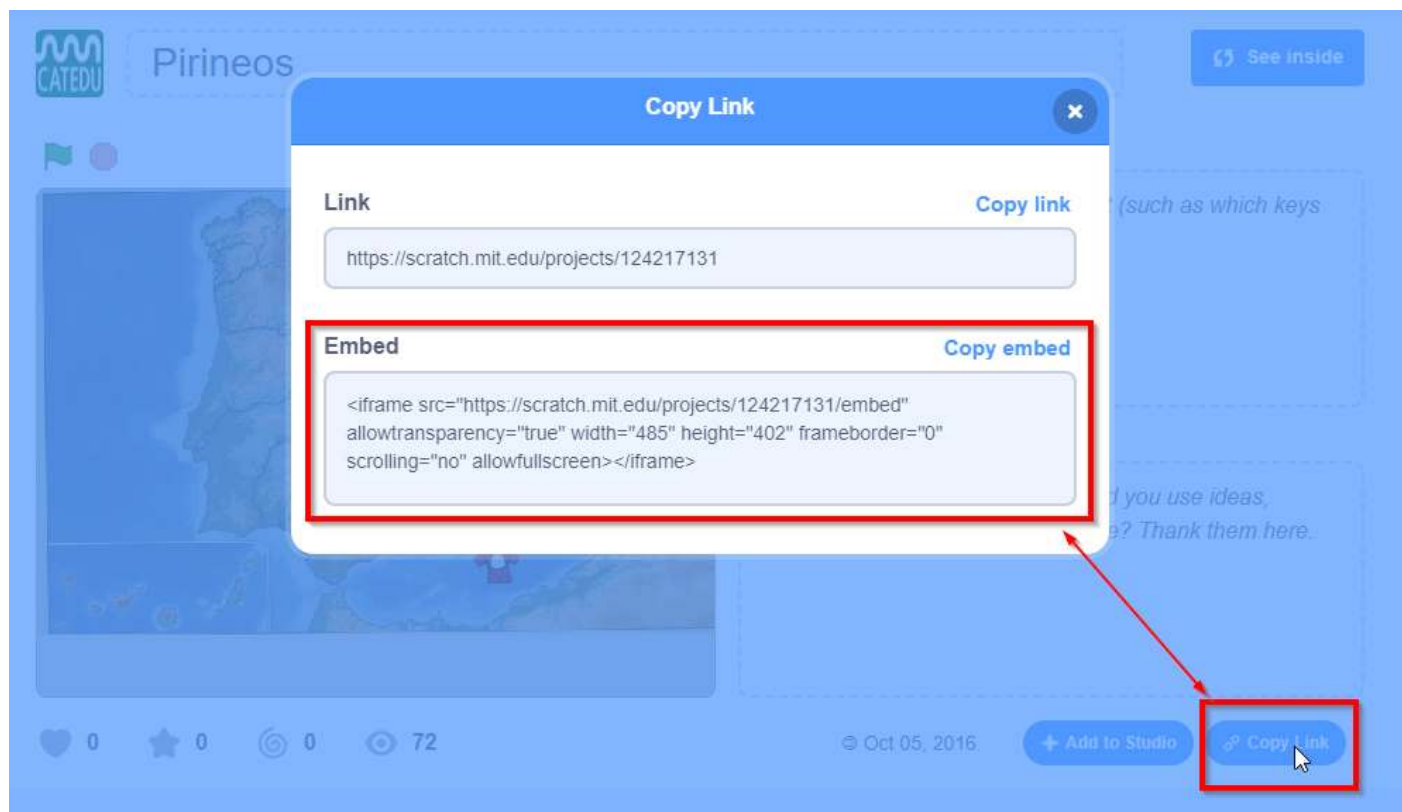 CATEDU
Pirineos
See inside
Copy Link
Link
Copy link
(such as which keys
https://scratch.mit.edu/projects/124217131
Embed
Copy embed
<iframe src="https://scratch.mit.edu/projects/124217131/embed"
allowtransparency="true" width="485" height="402" frameborder="0"
scrolling="no" allowfullscreen></iframe>
you use ideas,
? Thank them here.
0
0
0
72
© Oct 05, 2016
Add to Studio
Copy Link